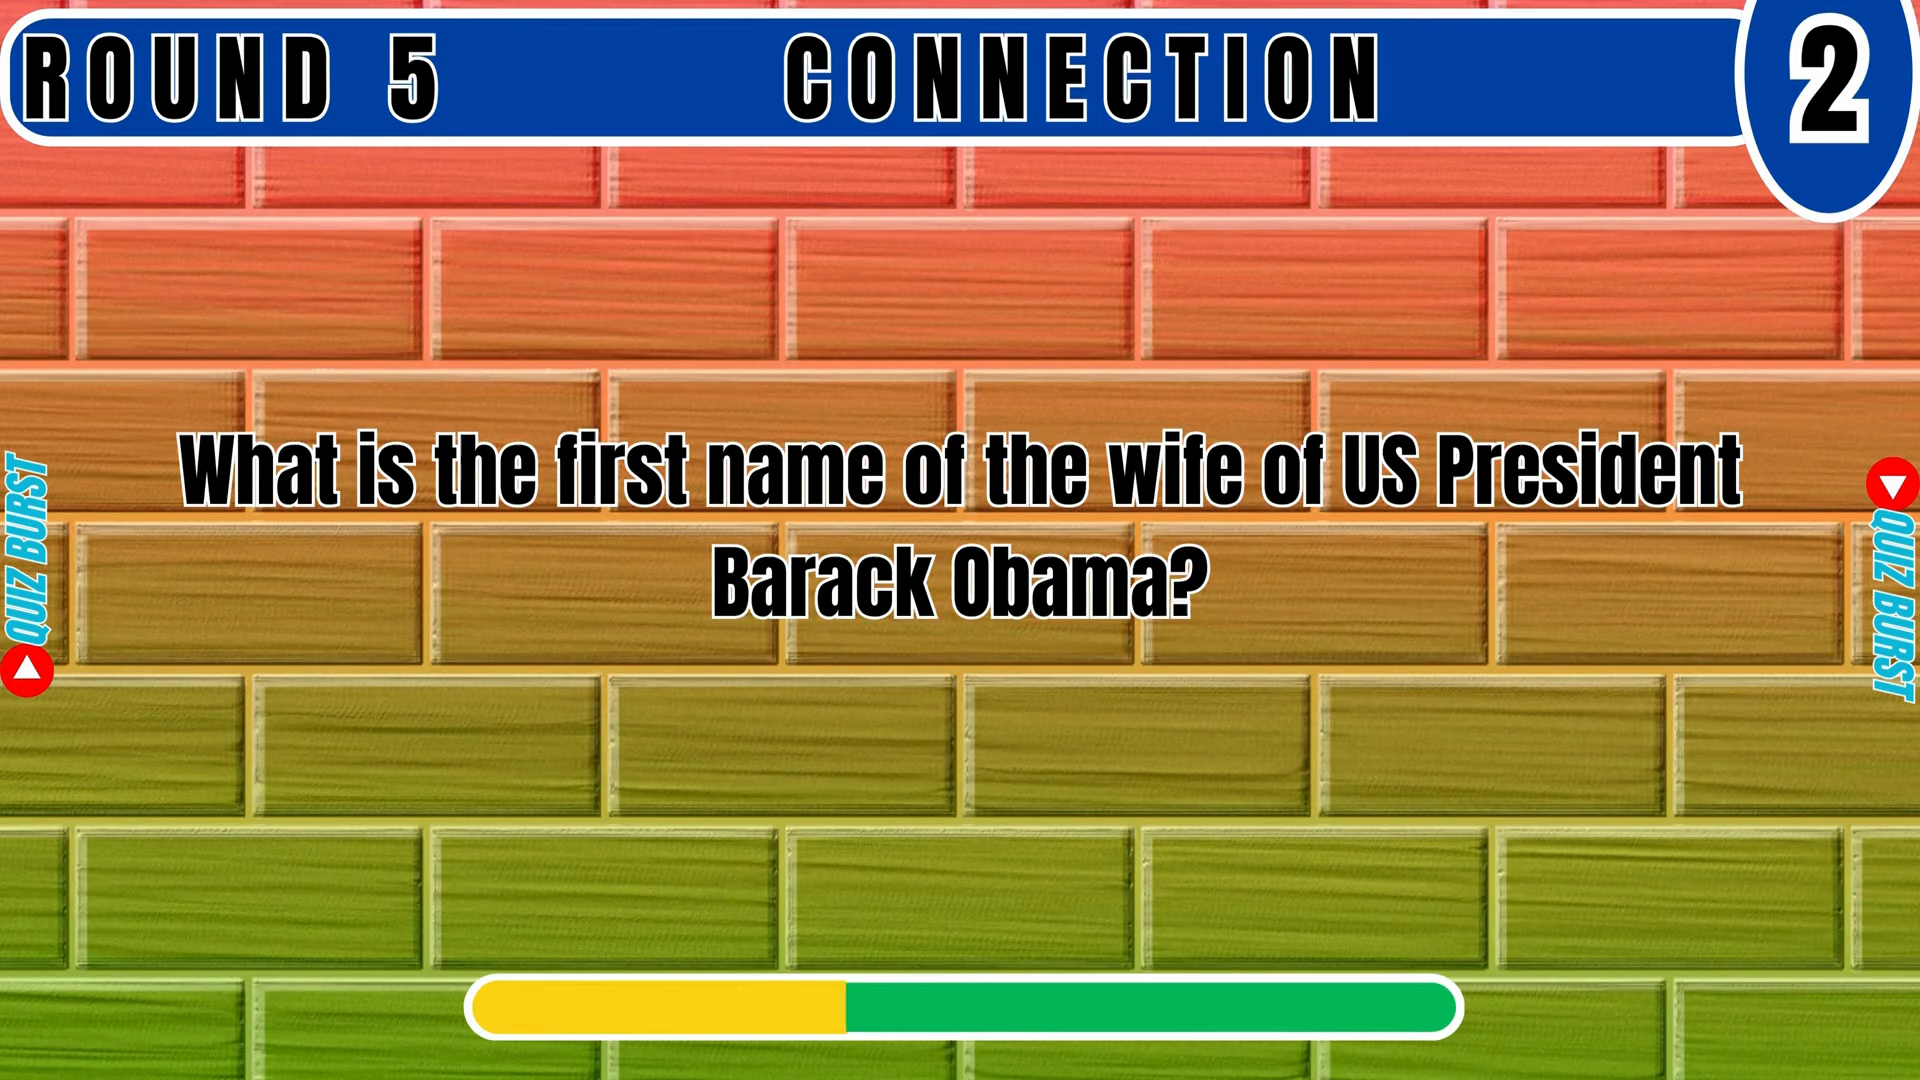 ROUND 5
CONNECTION
2
What is the first name of the wife of US President
Barack Obama?
QUIZ BURST
QUIZ BURST